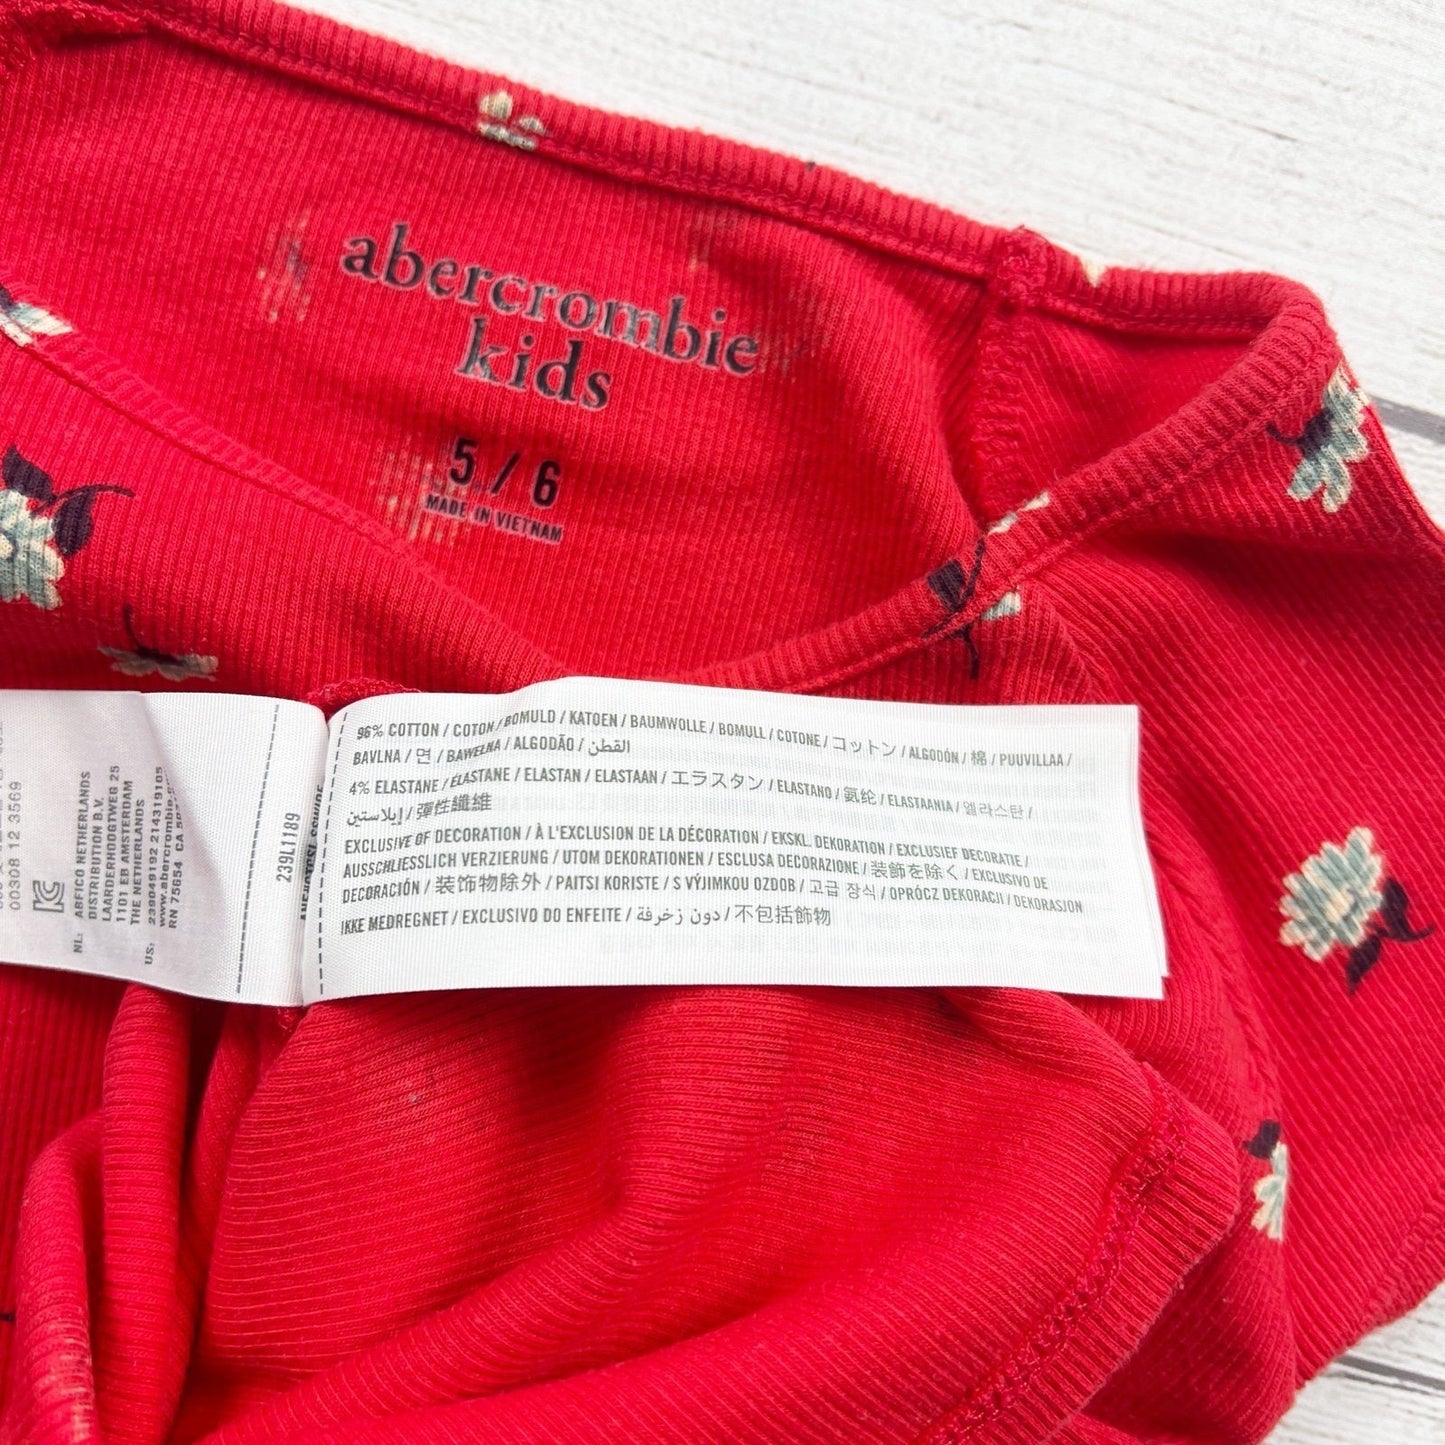 abercrombie
kids
5 / 6
MADE IN VIETNAM
96% COTTON / COTON / BOMULD / KATOEN / BAUMWOLLE / BOMULL / COTONE / コットン / ALGODÓN / 棉 / PUUVILLAA /
BAVLNA / 면 / BAWEŁNA / ALGODÃO / القطن
4% ELASTANE / ÉLASTANE / ELASTAN / ELASTAAN / エラスタン / ELASTANO / 氨纶 / ELASTAANIA / 엘라스탄 /
إيلاستين / 彈性纖維
EXCLUSIVE OF DECORATION / À L'EXCLUSION DE LA DÉCORATION / EKSKL. DEKORATION / EXCLUSIEF DECORATIE /
AUSSCHLIESSLICH VERZIERUNG / UTOM DEKORATIONEN / ESCLUSA DECORAZIONE / 装飾を除く / EXCLUSIVO DE
DECORACIÓN / 装饰物除外 / PAITSI KORISTE / S VÝJIMKOU OZDOB / 고급 장식 / OPRÓCZ DEKORACJI / DEKORASJON
IKKE MEDREGNET / EXCLUSIVO DO ENFEITE / دون زخرفة / 不包括飾物
239L1189
00308 12 3569
NL: ABFICO NETHERLANDS
DISTRIBUTION B.V.
LAARDERHOGTWEG 25
1101 EB AMSTERDAM
THE NETHERLANDS
US: 23949192 214319105
www.abercrombie
RN 75654 CA